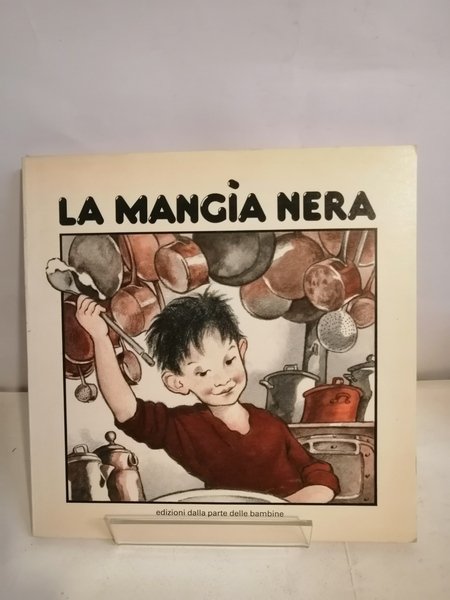 LA MANGIA NERA
edizioni dalla parte delle bambine